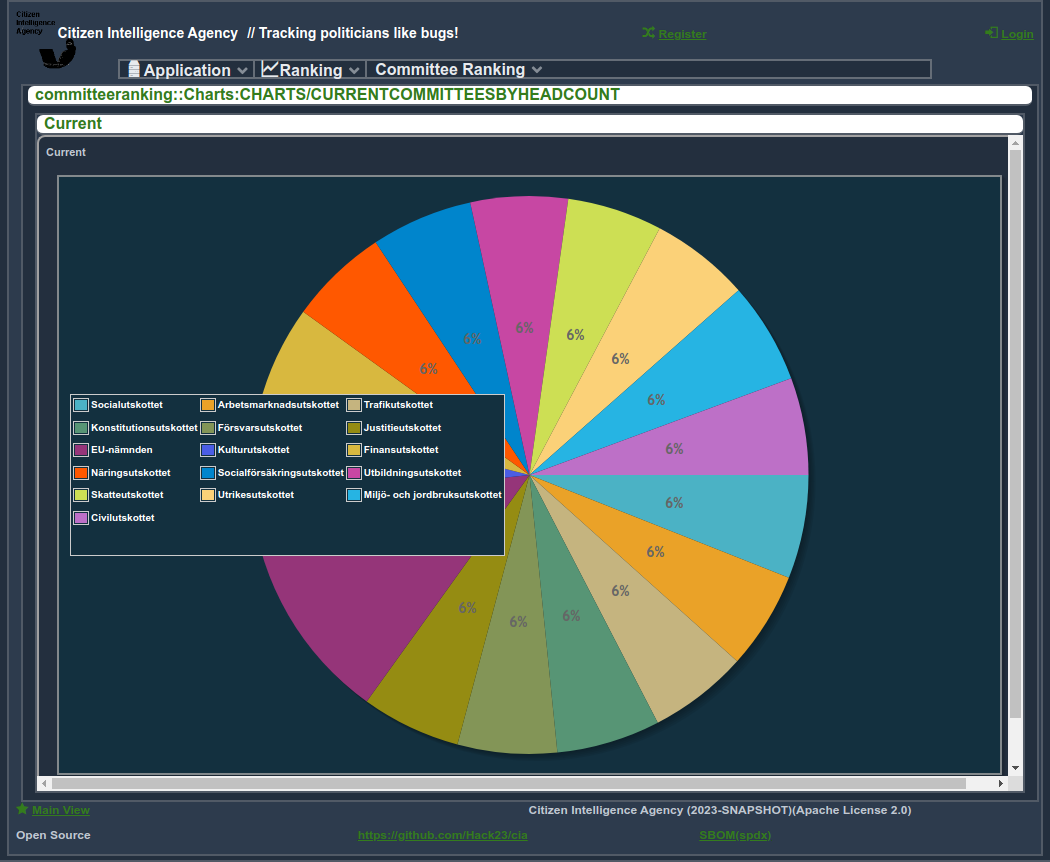 Citizen
Intelligence
Agency
Citizen Intelligence Agency // Tracking politicians like bugs!
Register
Login
Application
Ranking
Committee Ranking
committeeranking::Charts:CHARTS/CURRENTCOMMITTEESBYHEADCOUNT
Current
Current
6%
6%
6%
6%
6%
6%
6%
6%
6%
6%
6%
6%
6%
6%
Socialutskottet
Arbetsmarknadsutskottet
Trafikutskottet
Konstitutionsutskottet
Försvarsutskottet
Justitieutskottet
EU-nämnden
Kulturutskottet
Finansutskottet
Näringsutskottet
Socialförsäkringsutskottet
Utbildningsutskottet
Skatteutskottet
Utrikesutskottet
Miljö- och jordbruksutskottet
Civilutskottet
Main View
Citizen Intelligence Agency (2023-SNAPSHOT)(Apache License 2.0)
Open Source
https://github.com/Hack23/cia
SBOM(spdx)